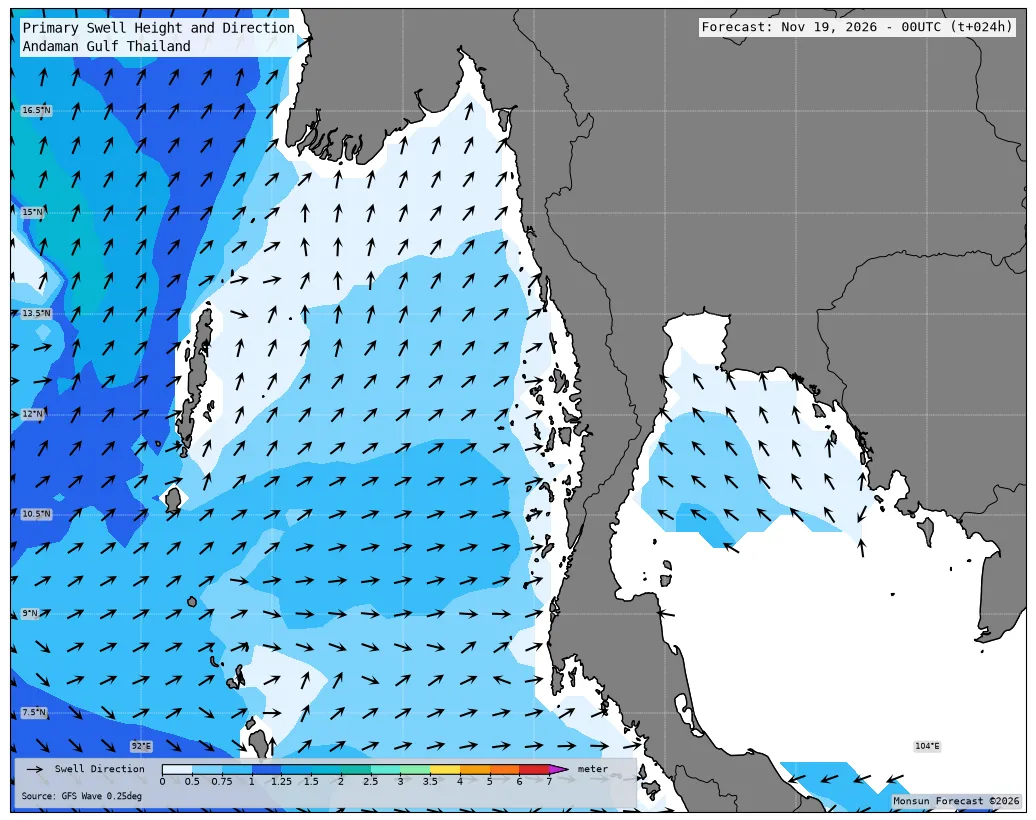 Primary Swell Height and Direction
Andaman Gulf Thailand
Forecast: Nov 19, 2026 - 00UTC (t+024h)
16.5°N
15°N
13.5°N
12°N
10.5°N
9°N
7.5°N
92°E
104°E
Swell Direction
0 0.5 0.75 1 1.25 1.5 2 2.5 3 3.5 4 5 6 7
meter
Source: GFS Wave 0.25deg
Monsun Forecast ©2026